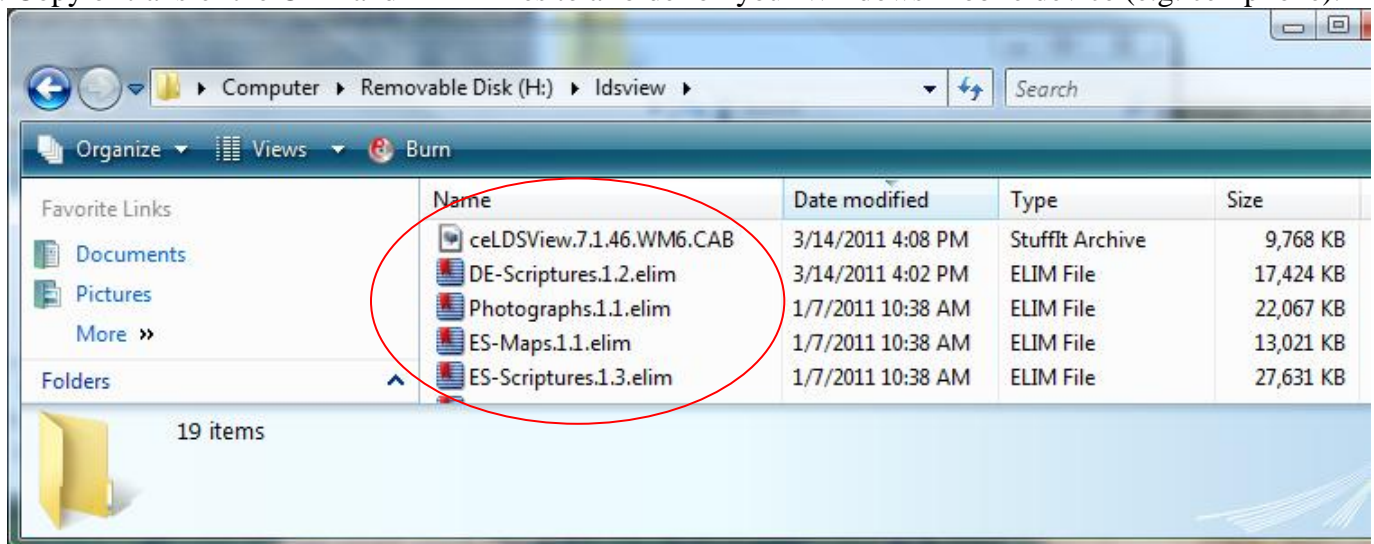 Computer ▸ Removable Disk (H:) ▸ ldsview ▸ Search
Organize Views Burn
Favorite Links
Documents
Pictures
More »
Folders
Name Date modified Type Size
ceLDSView.7.1.46.WM6.CAB 3/14/2011 4:08 PM StuffIt Archive 9,768 KB
DE-Scriptures.1.2.elim 3/14/2011 4:02 PM ELIM File 17,424 KB
Photographs.1.1.elim 1/7/2011 10:38 AM ELIM File 22,067 KB
ES-Maps.1.1.elim 1/7/2011 10:38 AM ELIM File 13,021 KB
ES-Scriptures.1.3.elim 1/7/2011 10:38 AM ELIM File 27,631 KB
19 items